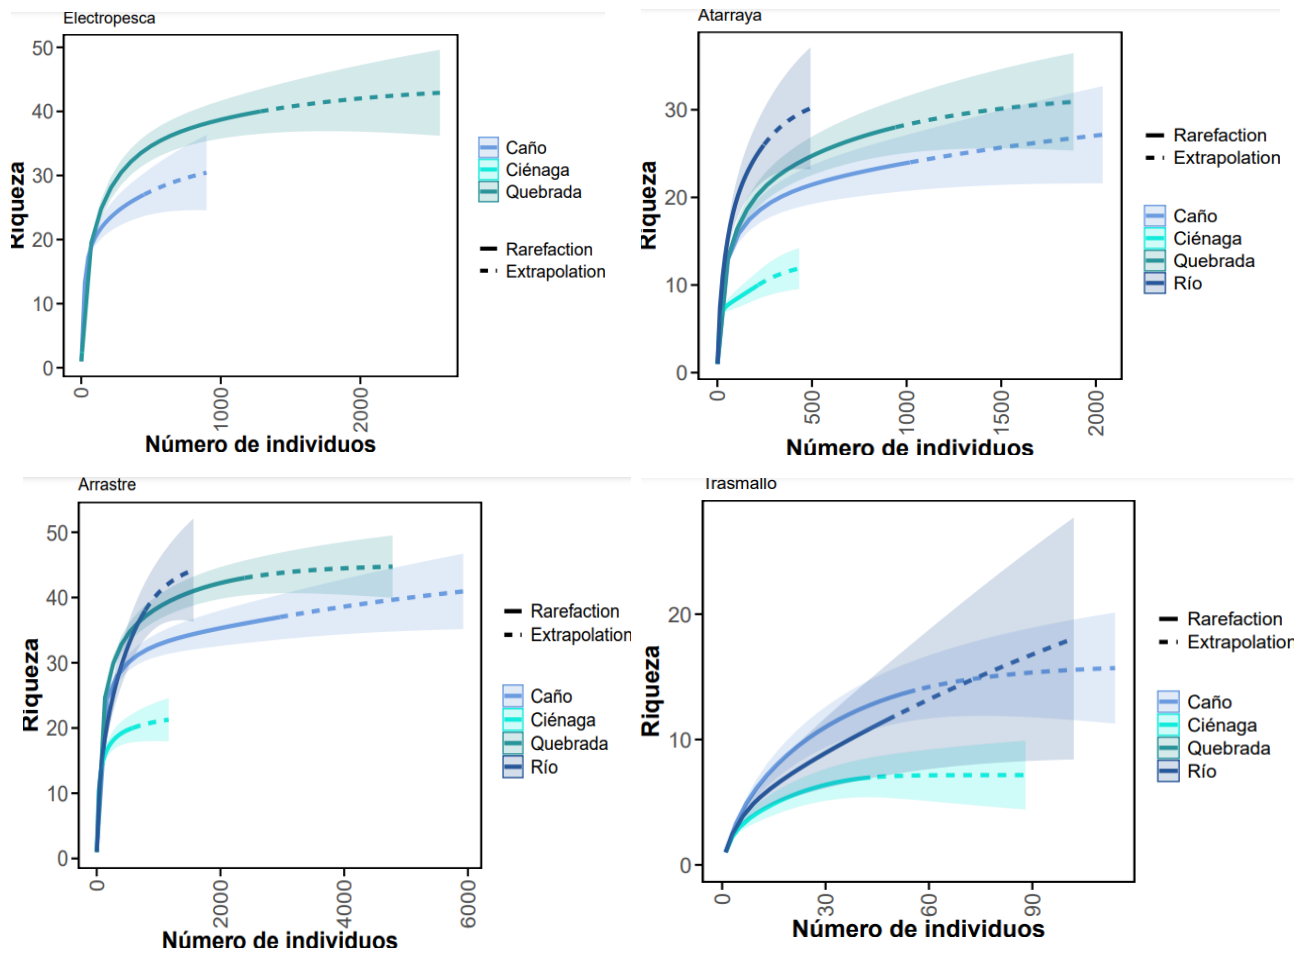 Electropesca
50
40
30
20
10
0
Riqueza
0
1000
2000
Número de individuos
Caño
Ciénaga
Quebrada
Rarefaction
Extrapolation
Atarraya
30
20
10
0
Riqueza
0
500
1000
1500
2000
Número de individuos
Rarefaction
Extrapolation
Caño
Ciénaga
Quebrada
Río
Arrastre
50
40
30
20
10
0
Riqueza
0
2000
4000
6000
Número de individuos
Rarefaction
Extrapolation
Caño
Ciénaga
Quebrada
Río
Trasmallo
20
10
0
Riqueza
0
30
60
90
Número de individuos
Rarefaction
Extrapolation
Caño
Ciénaga
Quebrada
Río